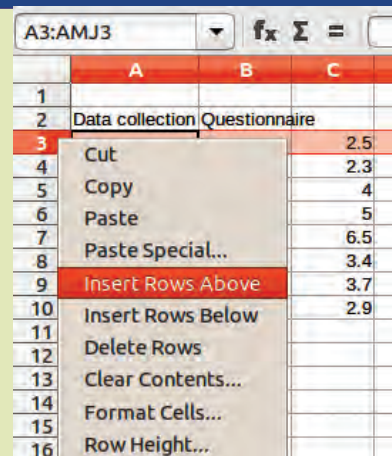 A3:AMJ3 fx Σ =
A B C
1
2 Data collection Questionnaire
3 2.5
4 Cut 2.3
5 Copy 4
6 Paste 5
7 Paste Special... 6.5
8 3.4
9 Insert Rows Above 3.7
10 Insert Rows Below 2.9
11
12 Delete Rows
13 Clear Contents...
14 Format Cells...
15
16 Row Height...